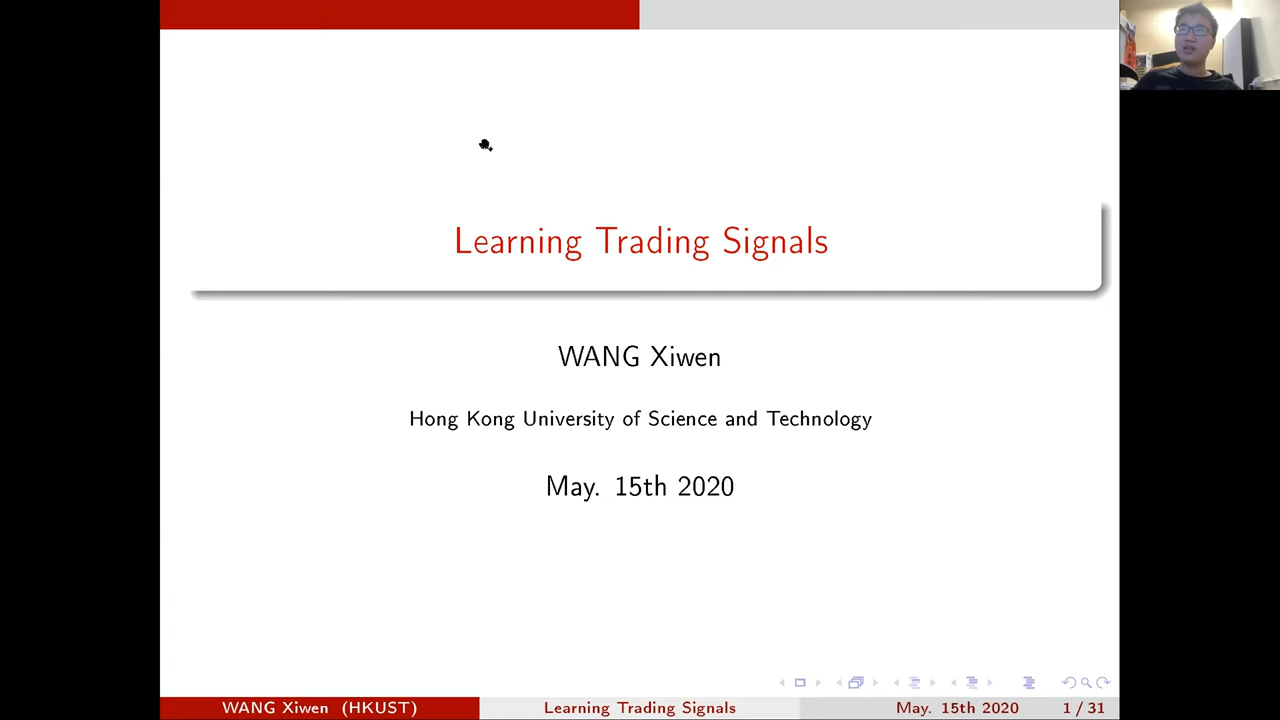 Learning Trading Signals
WANG Xiwen
Hong Kong University of Science and Technology
May. 15th 2020
WANG Xiwen (HKUST)
Learning Trading Signals
May. 15th 2020
1 / 31